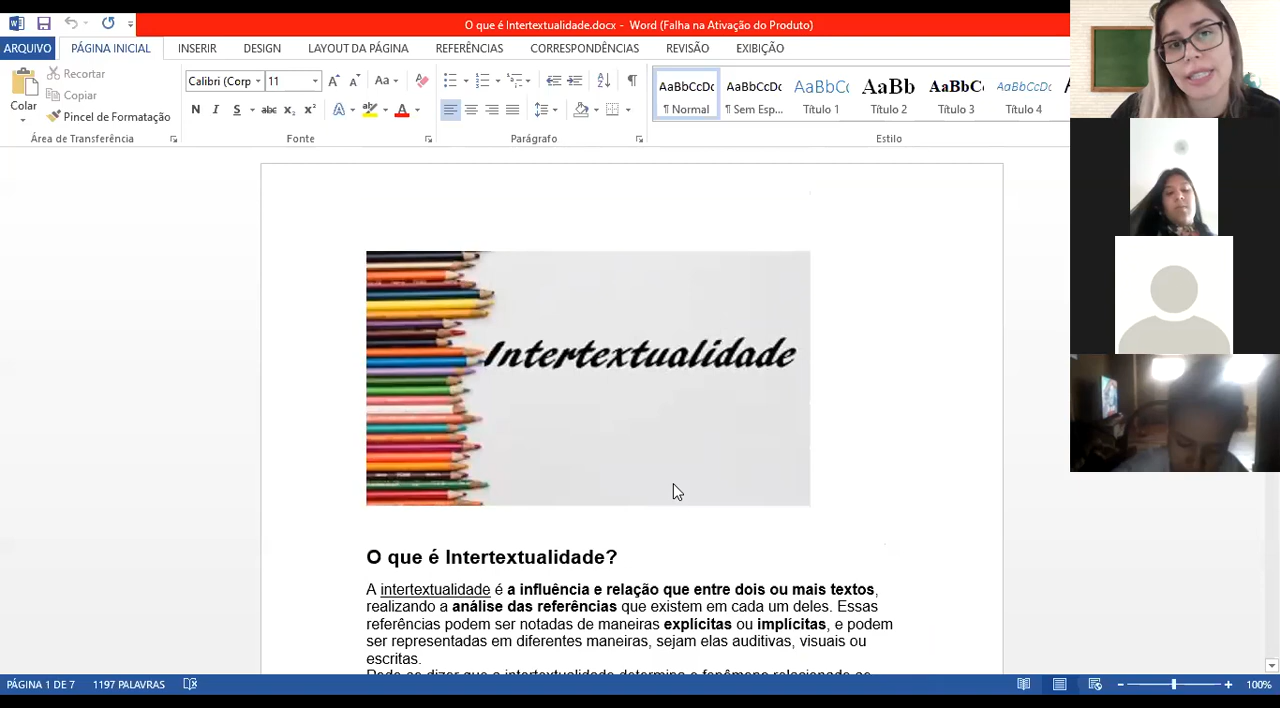 O que é Intertextualidade.docx - Word (Falha na Ativação do Produto)
ARQUIVO PÁGINA INICIAL INSERIR DESIGN LAYOUT DA PÁGINA REFERÊNCIAS CORRESPONDÊNCIAS REVISÃO EXIBIÇÃO
Colar
Recortar
Copiar
Pincel de Formatação
Área de Transferência
Calibri (Corp 11
Aa
N I S abc x₂ x²
Fonte
Parágrafo
AaBbCcDc AaBbCcDc AaBbCc AaBb AaBbC AaBbCcDc
¶ Normal ¶ Sem Esp... Título 1 Título 2 Título 3 Título 4
Estilo
Intertextualidade
O que é Intertextualidade?
A intertextualidade é a influência e relação que entre dois ou mais textos,
realizando a análise das referências que existem em cada um deles. Essas
referências podem ser notadas de maneiras explícitas ou implícitas, e podem
ser representadas em diferentes maneiras, sejam elas auditivas, visuais ou
escritas.
PÁGINA 1 DE 7 1197 PALAVRAS 100%